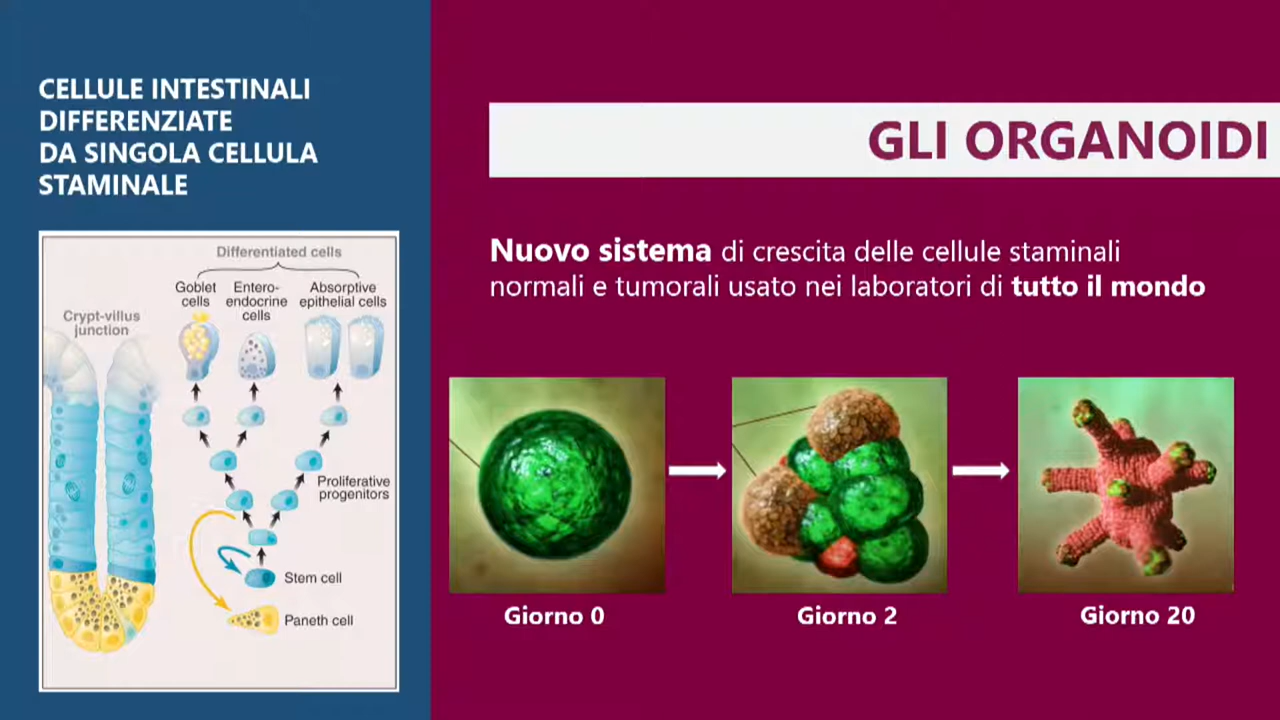 CELLULE INTESTINALI
DIFFERENZIATE
DA SINGOLA CELLULA
STAMINALE
Differentiated cells
Goblet
cells
Entero-
endocrine
cells
Absorptive
epithelial cells
Crypt-villus
junction
Proliferative
progenitors
Stem cell
Paneth cell
GLI ORGANOIDI
Nuovo sistema di crescita delle cellule staminali
normali e tumorali usato nei laboratori di tutto il mondo
Giorno 0
Giorno 2
Giorno 20